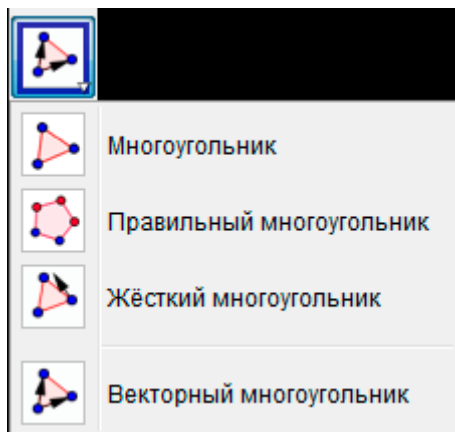 Многоугольник
Правильный многоугольник
Жёсткий многоугольник
Векторный многоугольник